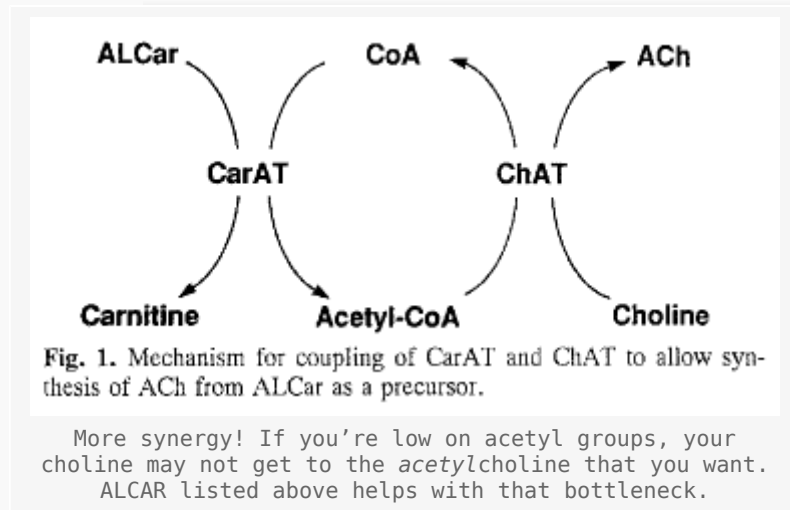 ALCar CoA ACh
CarAT ChAT
Carnitine Acetyl-CoA Choline
Fig. 1. Mechanism for coupling of CarAT and ChAT to allow syn-
thesis of ACh from ALCar as a precursor.
More synergy! If you’re low on acetyl groups, your
choline may not get to the acetylcholine that you want.
ALCAR listed above helps with that bottleneck.